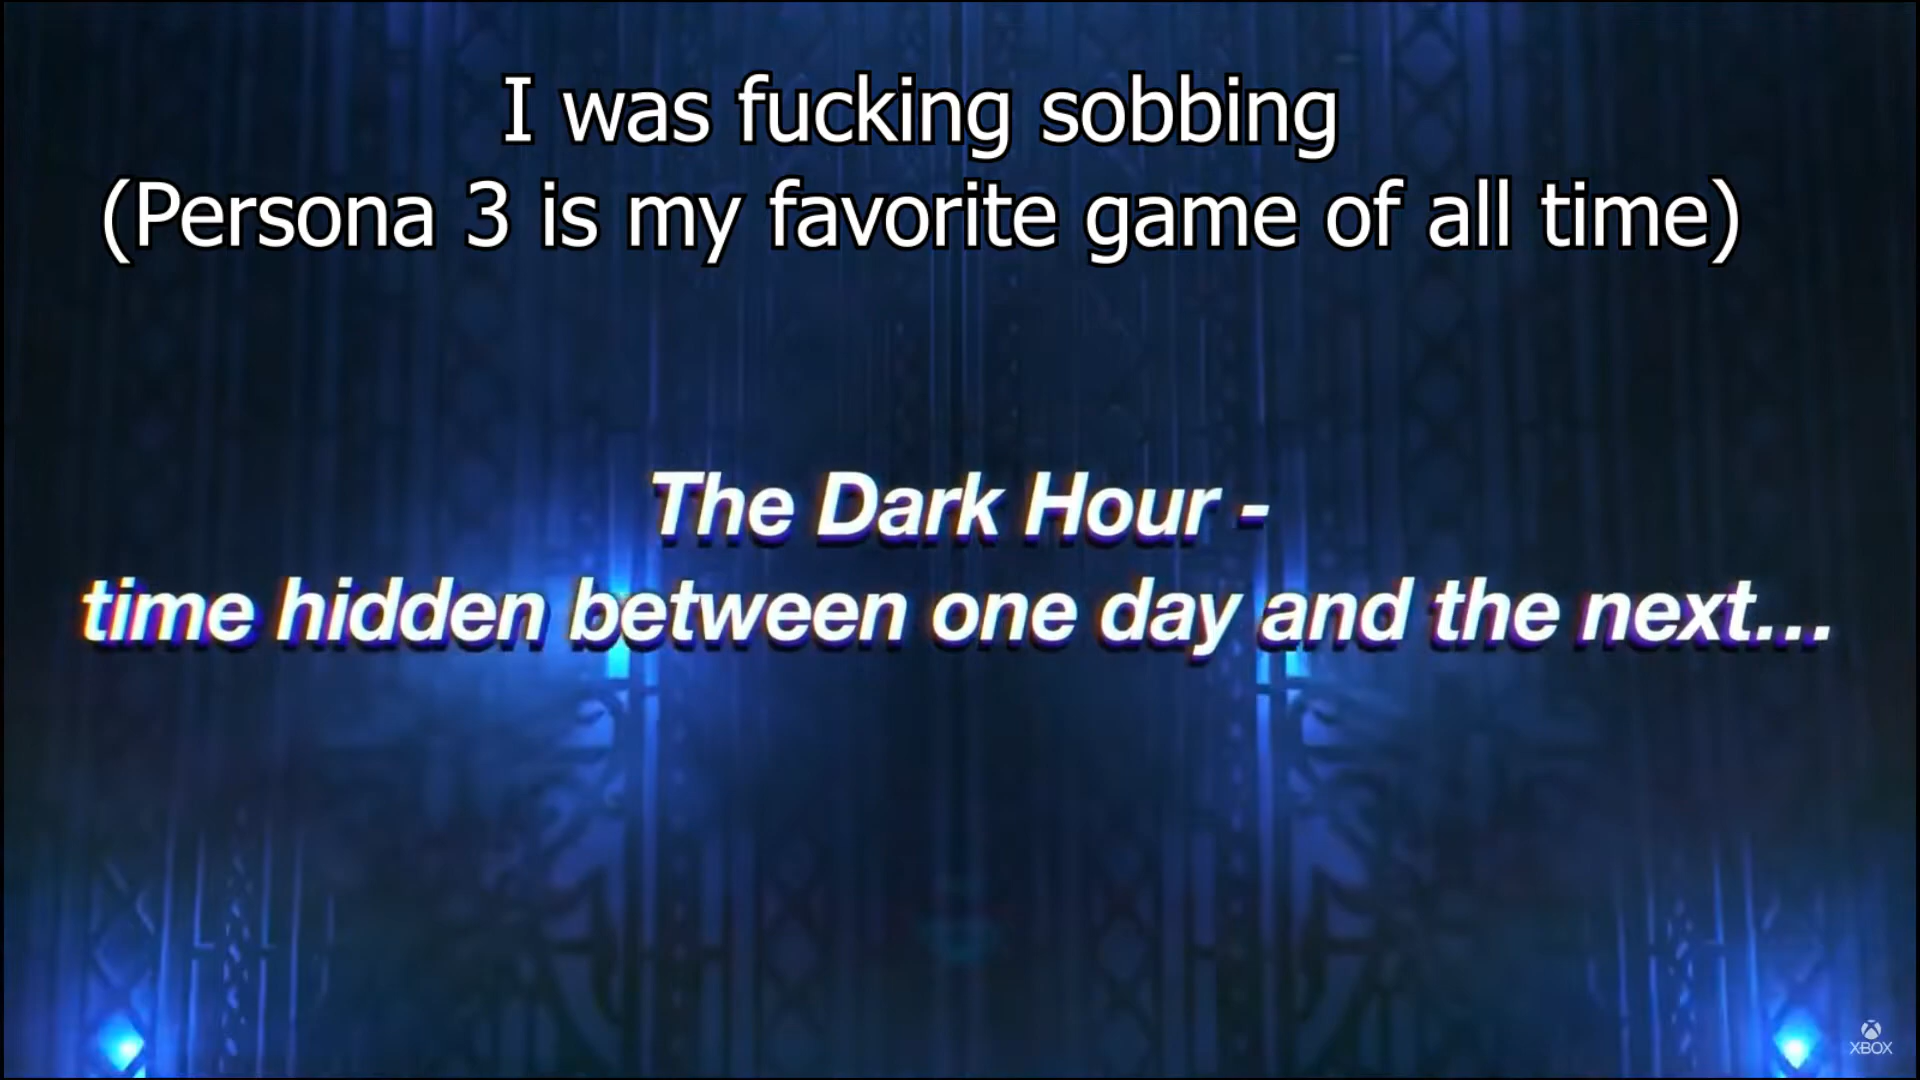 I was fucking sobbing
(Persona 3 is my favorite game of all time)
The Dark Hour -
time hidden between one day and the next...
XBOX